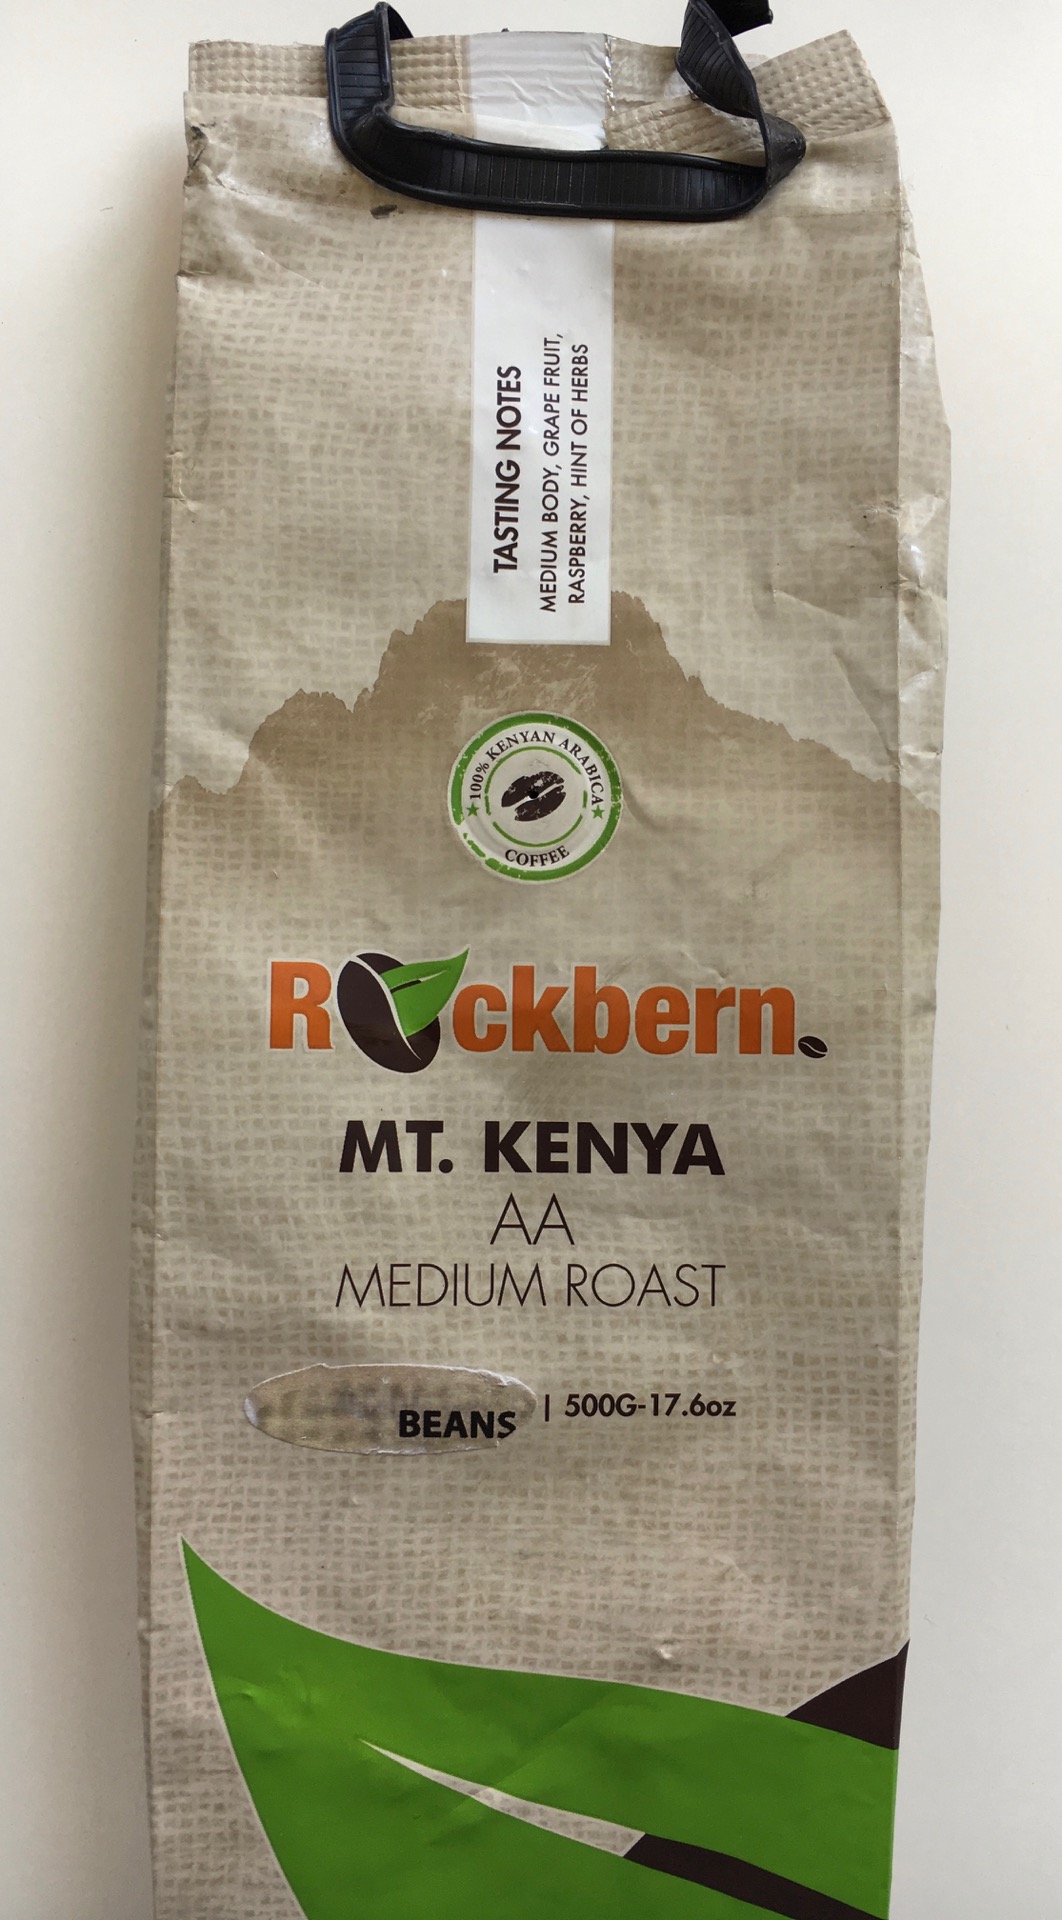 TASTING NOTES
MEDIUM BODY, GRAPE FRUIT,
RASPBERRY, HINT OF HERBS
100% KENYAN ARABICA
COFFEE
Rockbern.
MT. KENYA
AA
MEDIUM ROAST
BEANS | 500G-17.6oz